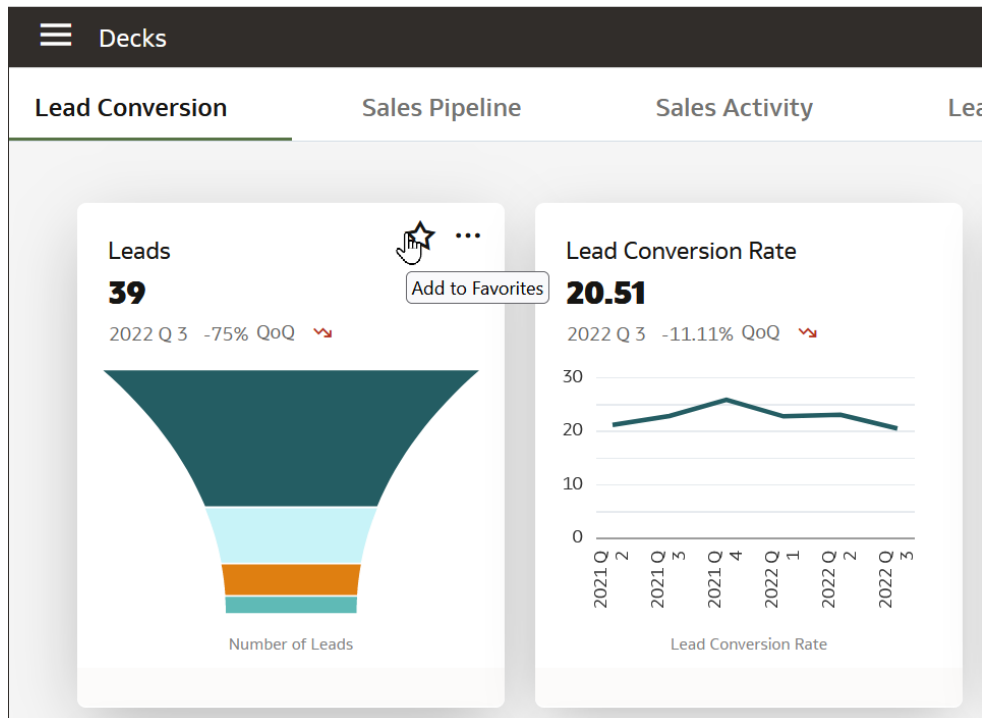 Decks
Lead Conversion
Sales Pipeline
Sales Activity
Lea
Leads
39
2022 Q 3 -75% QoQ
Add to Favorites
Number of Leads
Lead Conversion Rate
20.51
2022 Q 3 -11.11% QoQ
30
20
10
0
2021 Q
2
2021 Q
3
2021 Q
4
2022 Q
1
2022 Q
2
2022 Q
3
Lead Conversion Rate